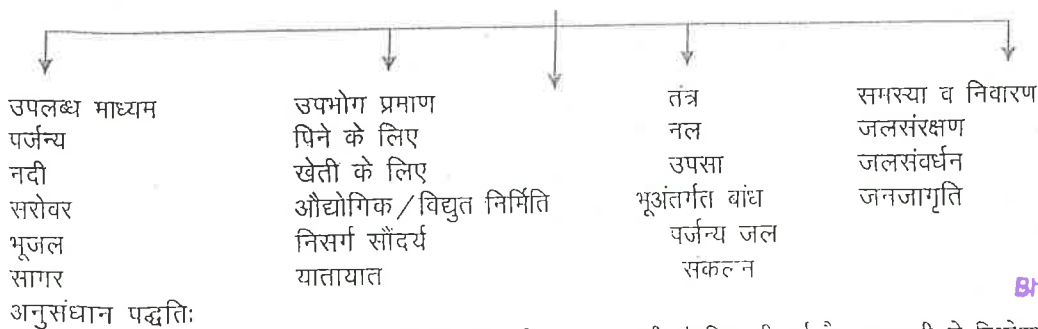 उपलब्ध माध्यम उपभोग प्रमाण तंत्र समस्या व निवारण
पर्जन्य पिने के लिए नल जलसंरक्षण
नदी खेती के लिए उपसा जलसंवर्धन
सरोवर औद्योगिक/विद्युत निर्मिति भूअंतर्गत बांध जनजागृति
भूजल निसर्ग सौंदर्य पर्जन्य जल
सागर यातायात संकलन
अनुसंधान पद्धतिः